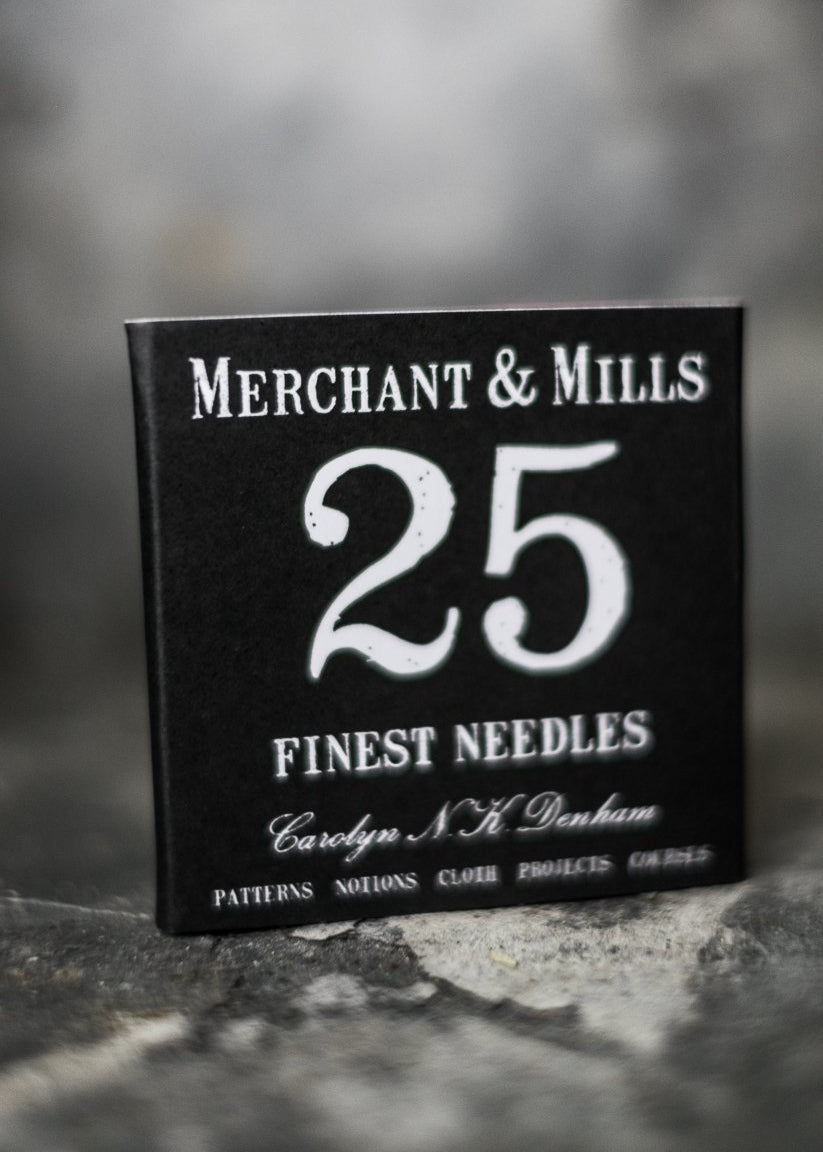 MERCHANT & MILLS
25
FINEST NEEDLES
Carolyn N.K. Denham
PATTERNS NOTIONS CLOTH PROJECTS COURSES